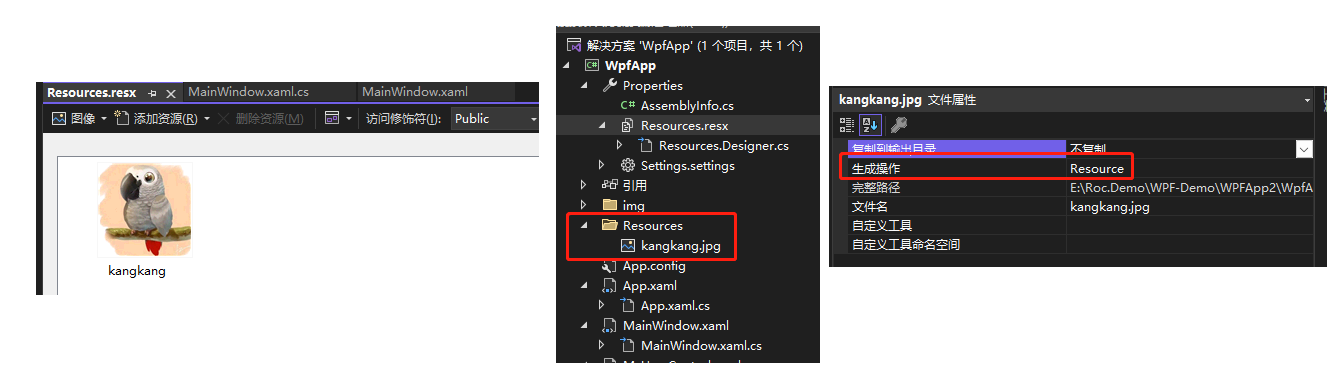 Resources.resx
MainWindow.xaml.cs
MainWindow.xaml
图像
添加资源(R)
删除资源(M)
访问修饰符(I):
Public
kangkang
解决方案 'WpfApp' (1 个项目，共 1 个)
C# WpfApp
Properties
C# AssemblyInfo.cs
Resources.resx
Resources.Designer.cs
Settings.settings
引用
img
Resources
kangkang.jpg
App.config
App.xaml
App.xaml.cs
MainWindow.xaml
MainWindow.xaml.cs
kangkang.jpg 文件属性
复制到输出目录 不复制
生成操作 Resource
完整路径 E:\Roc.Demo\WPF-Demo\WPFApp2\WpfA
文件名 kangkang.jpg
自定义工具
自定义工具命名空间